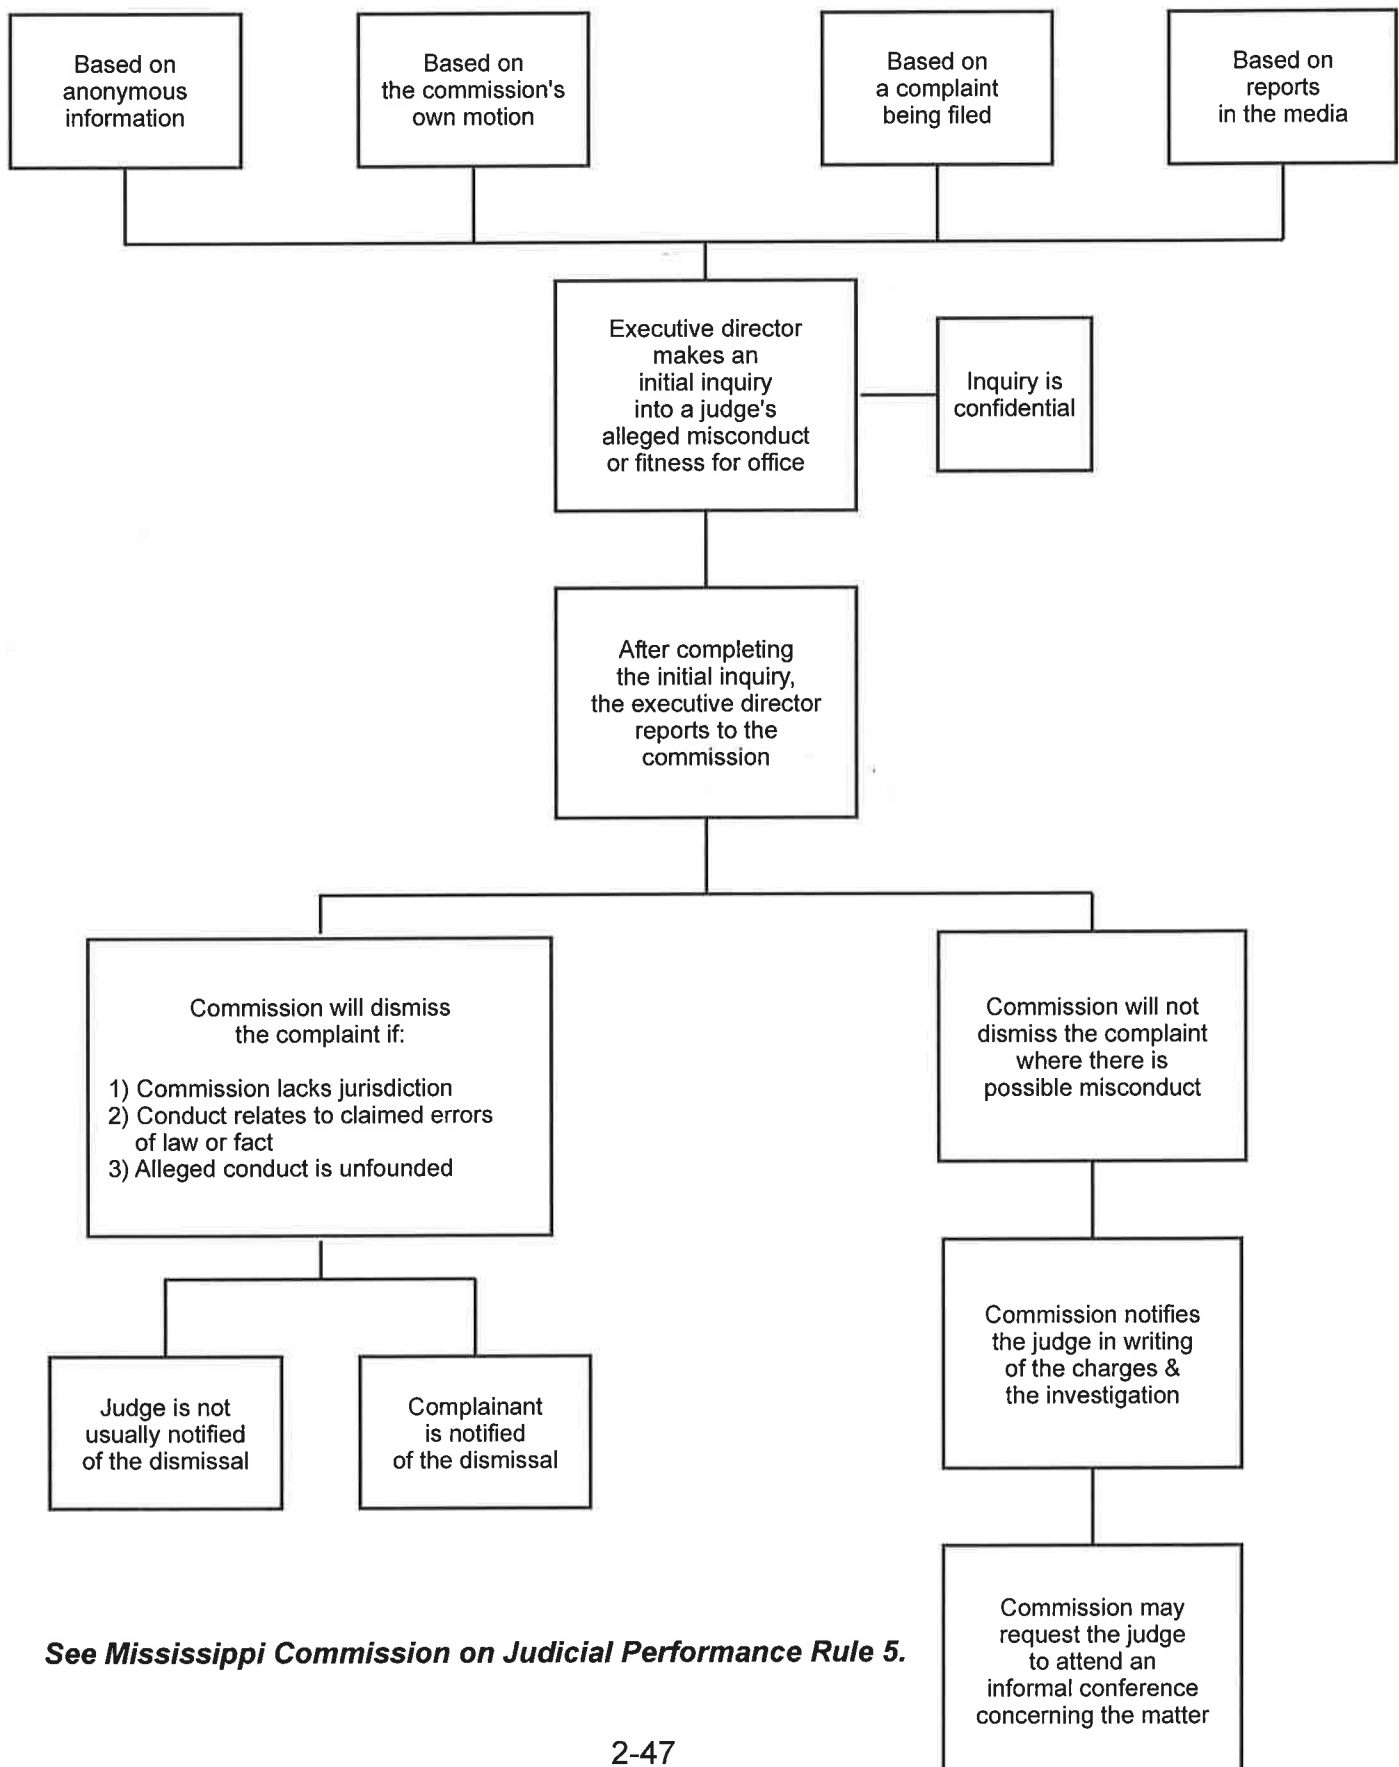 Based on
anonymous
information
Based on
the commission's
own motion
Based on
a complaint
being filed
Based on
reports
in the media
Executive director
makes an
initial inquiry
into a judge's
alleged misconduct
or fitness for office
Inquiry is
confidential
After completing
the initial inquiry,
the executive director
reports to the
commission
Commission will dismiss
the complaint if:
1) Commission lacks jurisdiction
2) Conduct relates to claimed errors
of law or fact
3) Alleged conduct is unfounded
Judge is not
usually notified
of the dismissal
Complainant
is notified
of the dismissal
Commission will not
dismiss the complaint
where there is
possible misconduct
Commission notifies
the judge in writing
of the charges &
the investigation
Commission may
request the judge
to attend an
informal conference
concerning the matter
See Mississippi Commission on Judicial Performance Rule 5.
2-47